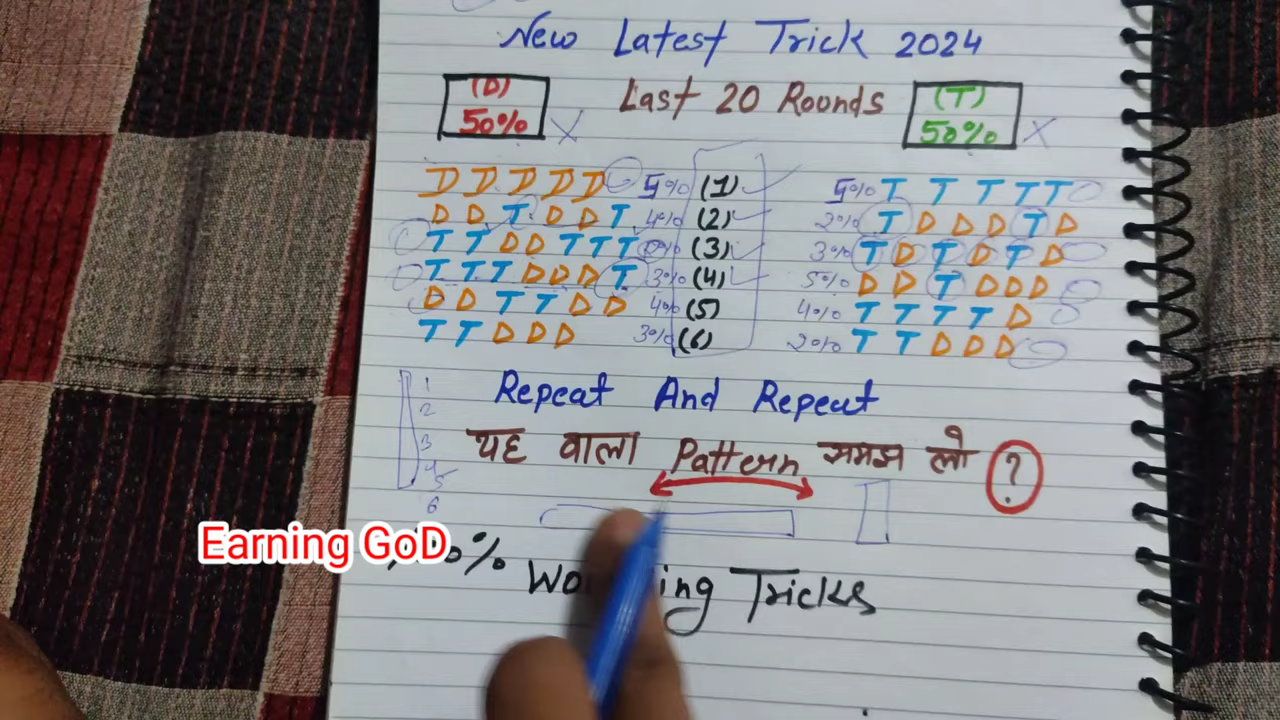 New Latest Trick 2024
(D) 50% X Last 20 Roonds (T) 50% X
D D D D D 5% (1) 5% T T T T T
D D T D D T 4% (2) 2% T D D D T D
T T D D T T T (3) 3% T D T D T D
T T T D D D T 3% (4) 5% D D T D D D
D D T T D D 4% (5) 4% T T T T D
T T D D D 3% (6) 2% T T D D D
Repeat And Repeat
1
2
3
4
5
6
यह वाला Pattern समझ लो ?
Earning GoD
Tricks